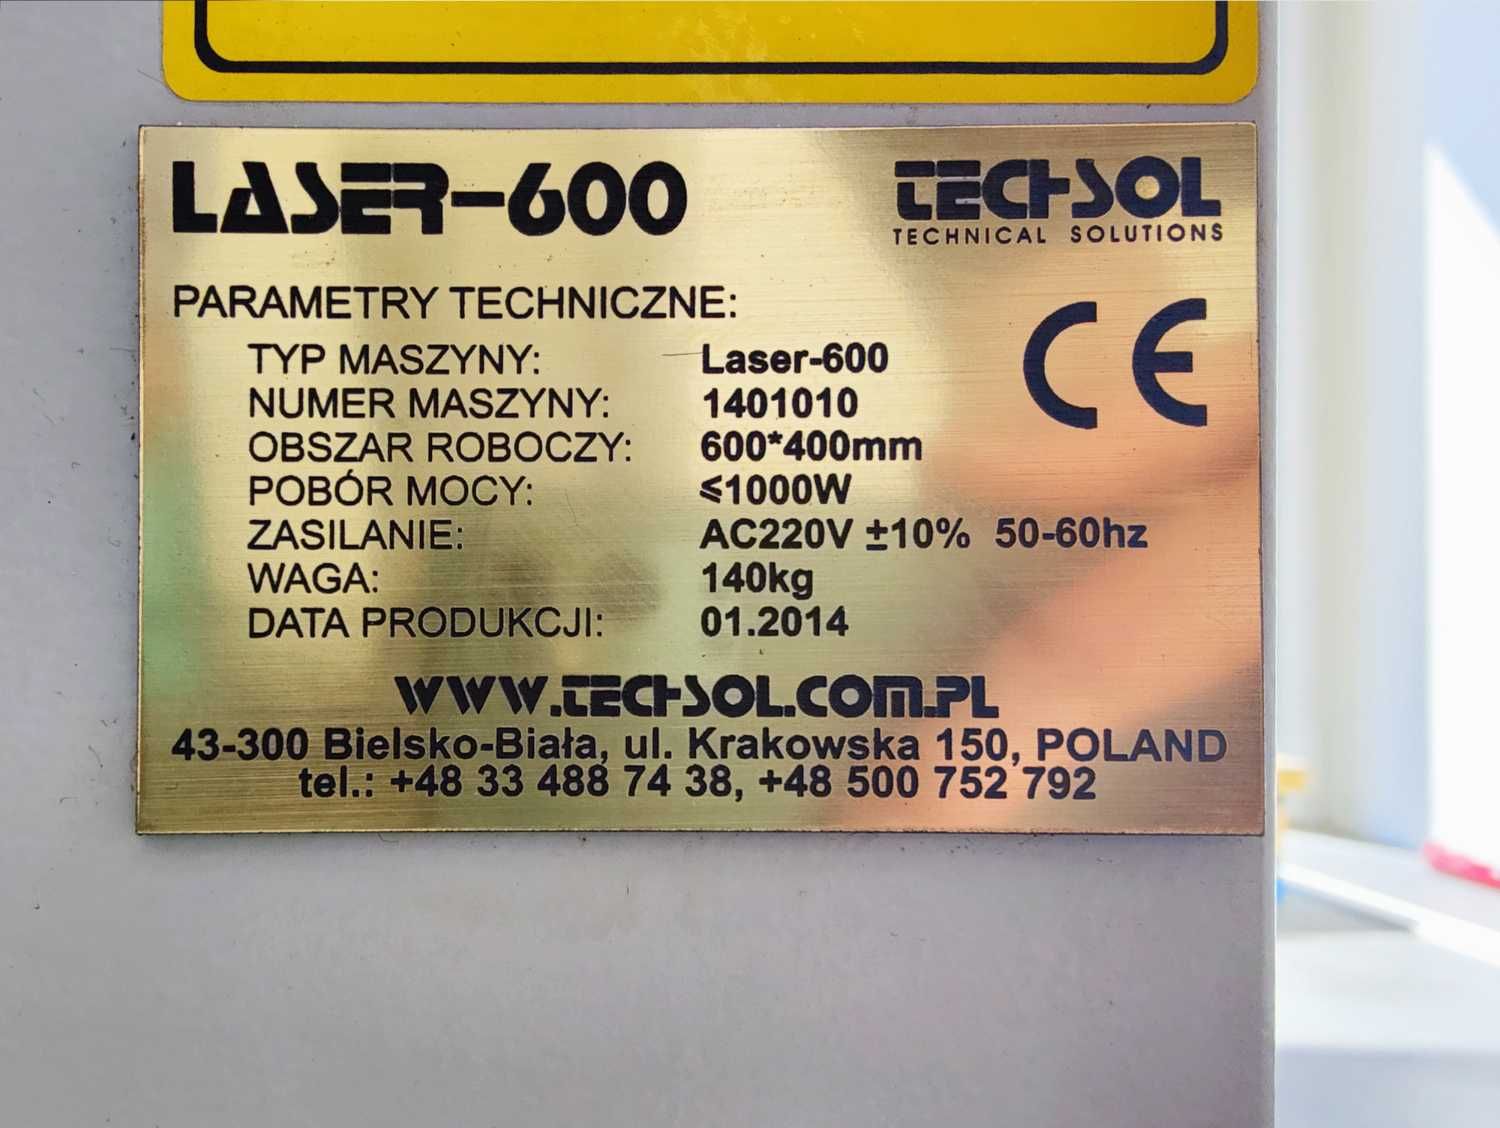 LASER-600
TECHSOL
TECHNICAL SOLUTIONS
PARAMETRY TECHNICZNE:
CE
TYP MASZYNY: Laser-600
NUMER MASZYNY: 1401010
OBSZAR ROBOCZY: 600*400mm
POBÓR MOCY: ≤1000W
ZASILANIE: AC220V ±10% 50-60hz
WAGA: 140kg
DATA PRODUKCJI: 01.2014
WWW.TECHSOL.COM.PL
43-300 Bielsko-Biała, ul. Krakowska 150, POLAND
tel.: +48 33 488 74 38, +48 500 752 792